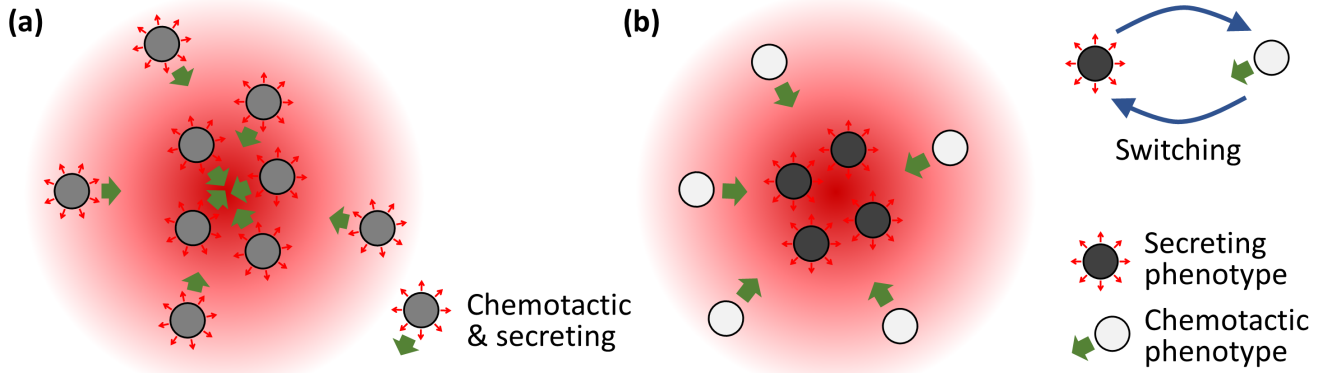 (a)
Chemotactic
& secreting
(b)
Switching
Secreting
phenotype
Chemotactic
phenotype